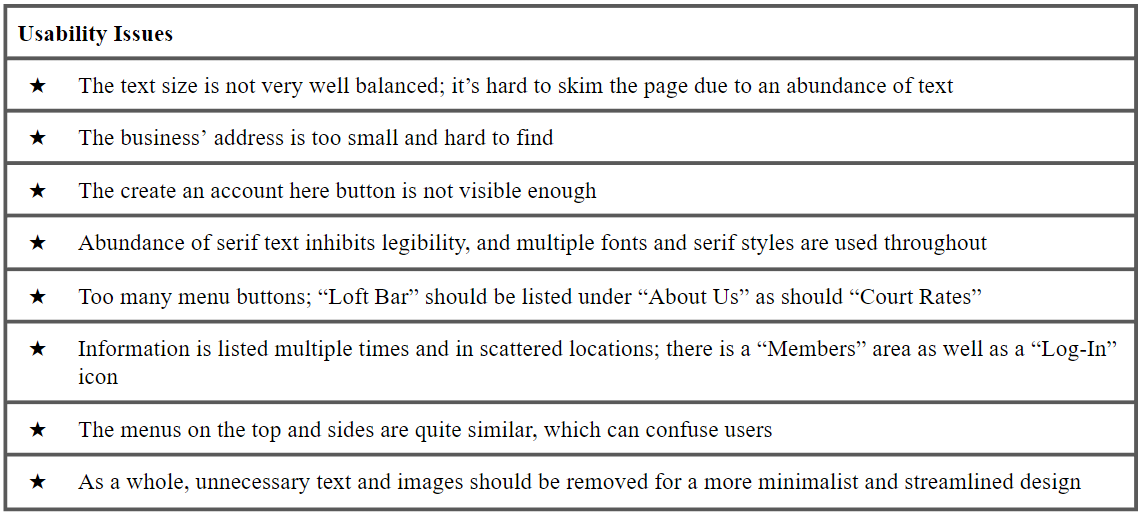 Usability Issues
★ The text size is not very well balanced; it’s hard to skim the page due to an abundance of text
★ The business’ address is too small and hard to find
★ The create an account here button is not visible enough
★ Abundance of serif text inhibits legibility, and multiple fonts and serif styles are used throughout
★ Too many menu buttons; “Loft Bar” should be listed under “About Us” as should “Court Rates”
★ Information is listed multiple times and in scattered locations; there is a “Members” area as well as a “Log-In”
icon
★ The menus on the top and sides are quite similar, which can confuse users
★ As a whole, unnecessary text and images should be removed for a more minimalist and streamlined design